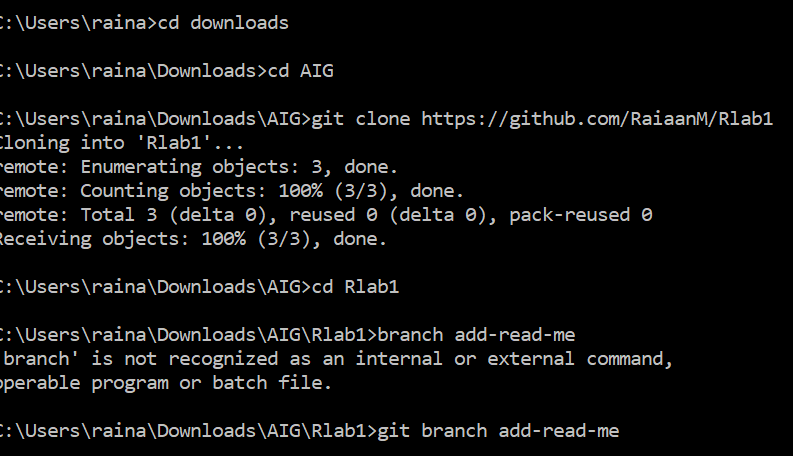 C:\Users\raina>cd downloads
C:\Users\raina\Downloads>cd AIG
C:\Users\raina\Downloads\AIG>git clone https://github.com/RaiaanM/Rlab1
Cloning into 'Rlab1'...
remote: Enumerating objects: 3, done.
remote: Counting objects: 100% (3/3), done.
remote: Total 3 (delta 0), reused 0 (delta 0), pack-reused 0
Receiving objects: 100% (3/3), done.
C:\Users\raina\Downloads\AIG>cd Rlab1
C:\Users\raina\Downloads\AIG\Rlab1>branch add-read-me
'branch' is not recognized as an internal or external command,
operable program or batch file.
C:\Users\raina\Downloads\AIG\Rlab1>git branch add-read-me